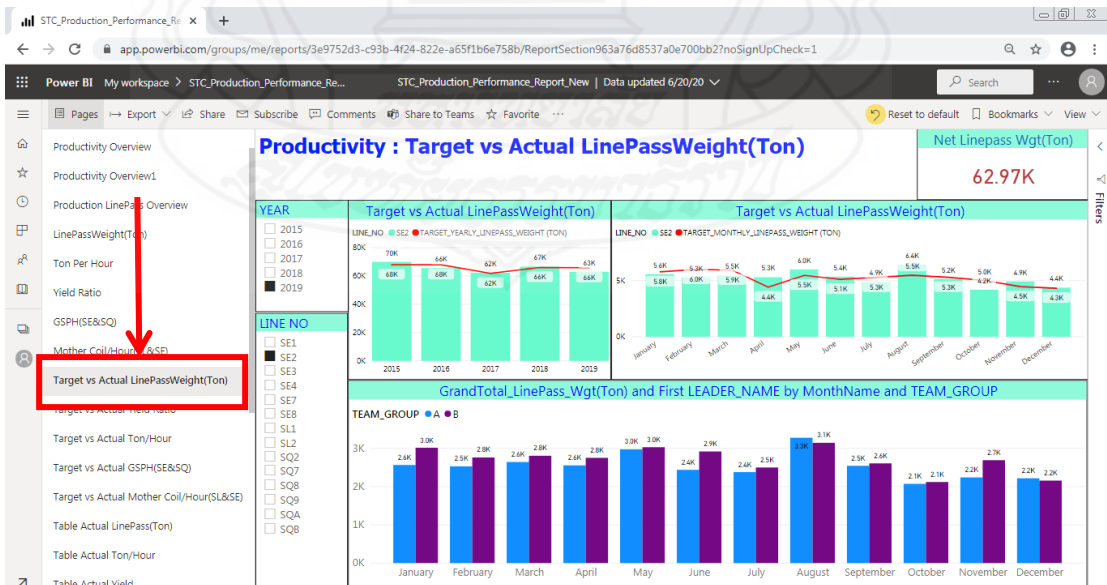 STC_Production_Performance_Re
app.powerbi.com/groups/me/reports/3e9752d3-c93b-4f24-822e-a65f1b6e758b/ReportSection963a76d8537a0e700bb2?noSignUpCheck=1
Power BI My workspace > STC_Production_Performance_Re... STC_Production_Performance_Report_New | Data updated 6/20/20 Search
Pages Export Share Subscribe Comments Share to Teams Favorite ... Reset to default Bookmarks View
Productivity Overview
Productivity Overview1
Production LinePass Overview
LinePassWeight(Ton)
Ton Per Hour
Yield Ratio
GSPH(SE&SQ)
Mother Coil/Hour( &SE)
Target vs Actual LinePassWeight(Ton)
Target vs Actual Yield Ratio
Target vs Actual Ton/Hour
Target vs Actual GSPH(SE&SQ)
Target vs Actual Mother Coil/Hour(SL&SE)
Table Actual LinePass(Ton)
Table Actual Ton/Hour
Table Actual Yield
Productivity : Target vs Actual LinePassWeight(Ton)
Net Linepass Wgt(Ton)
62.97K
Filters
YEAR
2015
2016
2017
2018
2019
LINE NO
SE1
SE2
SE3
SE4
SE7
SE8
SL1
SL2
SQ2
SQ7
SQ8
SQ9
SQA
SQB
Target vs Actual LinePassWeight(Ton)
LINE_NO SE2 TARGET_YEARLY_LINEPASS_WEIGHT (TON)
80K
60K
40K
20K
0K
70K 66K 62K 67K 63K
68K 68K 62K 66K 66K
2015 2016 2017 2018 2019
Target vs Actual LinePassWeight(Ton)
LINE_NO SE2 TARGET_MONTHLY_LINEPASS_WEIGHT (TON)
5K
0K
5.6K 5.3K 5.5K 5.3K 6.0K 5.4K 4.9K 6.4K 5.2K 5.0K 4.9K 4.4K
5.8K 6.0K 5.9K 4.4K 5.5K 5.1K 5.3K 5.5K 5.3K 4.2K 4.5K 4.3K
January February March April May June July August September October November December
GrandTotal_LinePass_Wgt(Ton) and First LEADER_NAME by MonthName and TEAM_GROUP
TEAM_GROUP A B
3K
2K
1K
0K
2.6K 3.0K 2.5K 2.8K 2.6K 2.8K 2.6K 2.8K 3.0K 3.0K 2.4K 2.9K 2.4K 2.5K 3.3K 3.1K 2.5K 2.6K 2.1K 2.1K 2.2K 2.7K 2.2K 2.2K
January February March April May June July August September October November December